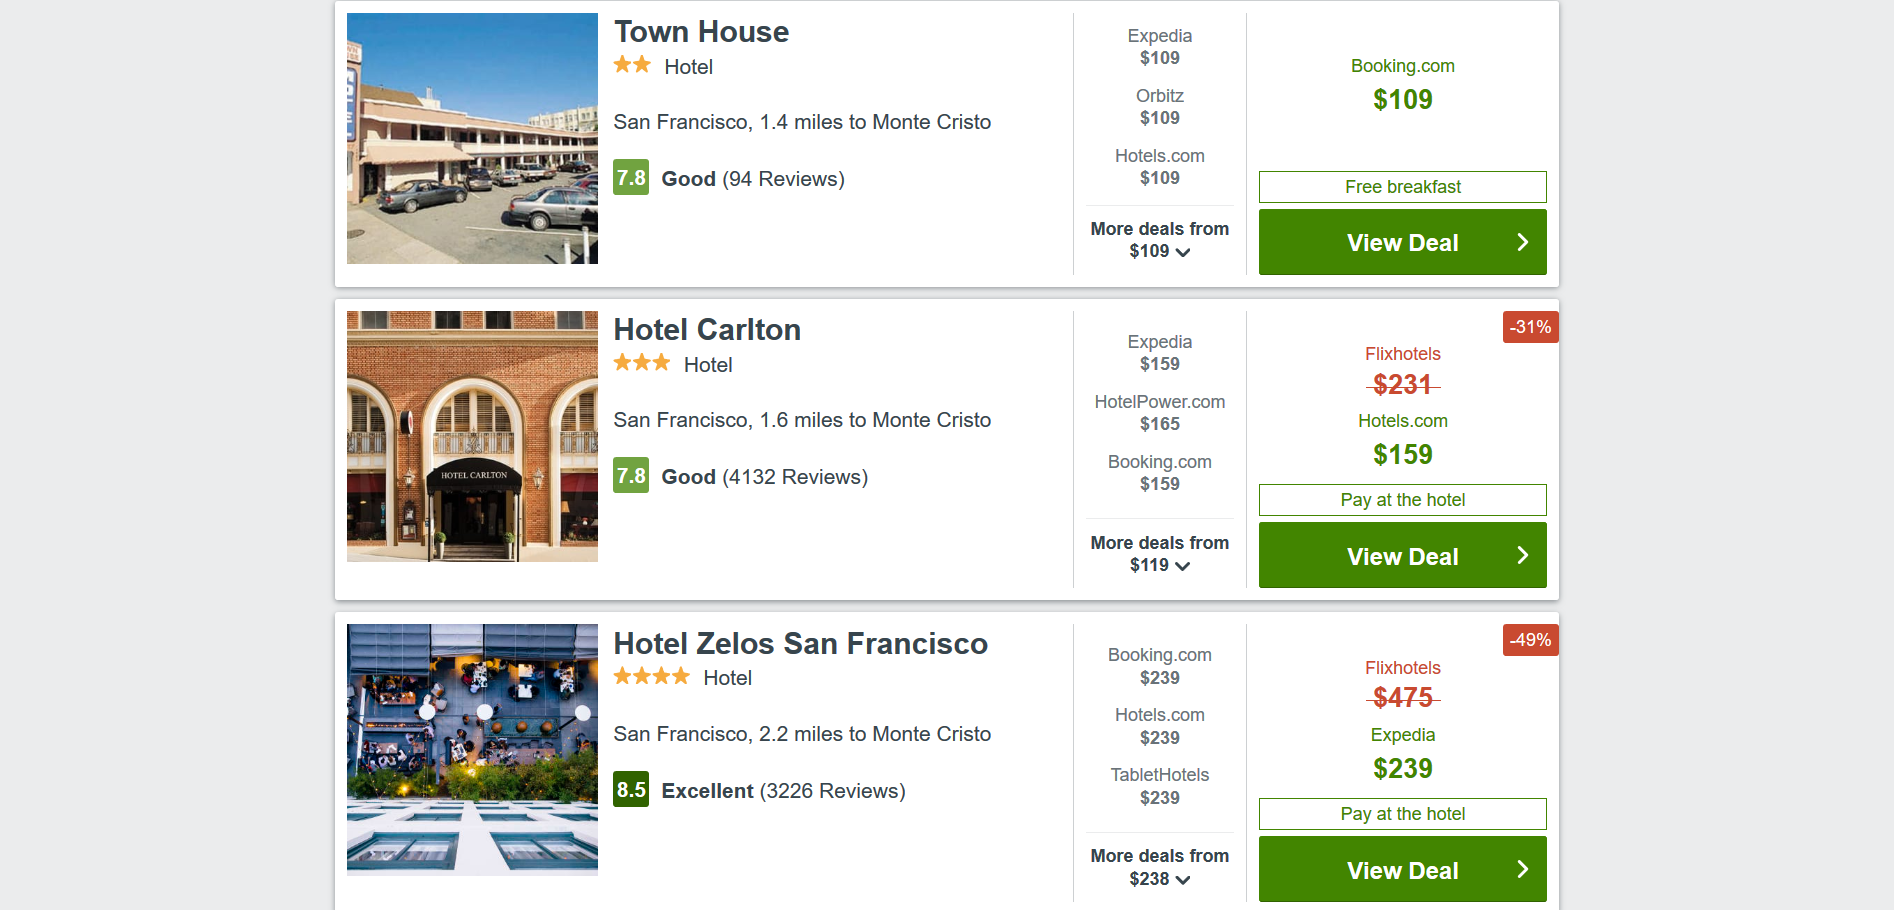 Town House
Hotel
San Francisco, 1.4 miles to Monte Cristo
7.8 Good (94 Reviews)
Expedia
$109
Orbitz
$109
Hotels.com
$109
More deals from
$109
Booking.com
$109
Free breakfast
View Deal
Hotel Carlton
Hotel
San Francisco, 1.6 miles to Monte Cristo
7.8 Good (4132 Reviews)
HOTEL CARLTON
Expedia
$159
HotelPower.com
$165
Booking.com
$159
More deals from
$119
-31%
Flixhotels
$231
Hotels.com
$159
Pay at the hotel
View Deal
Hotel Zelos San Francisco
Hotel
San Francisco, 2.2 miles to Monte Cristo
8.5 Excellent (3226 Reviews)
Booking.com
$239
Hotels.com
$239
TabletHotels
$239
More deals from
$238
-49%
Flixhotels
$475
Expedia
$239
Pay at the hotel
View Deal